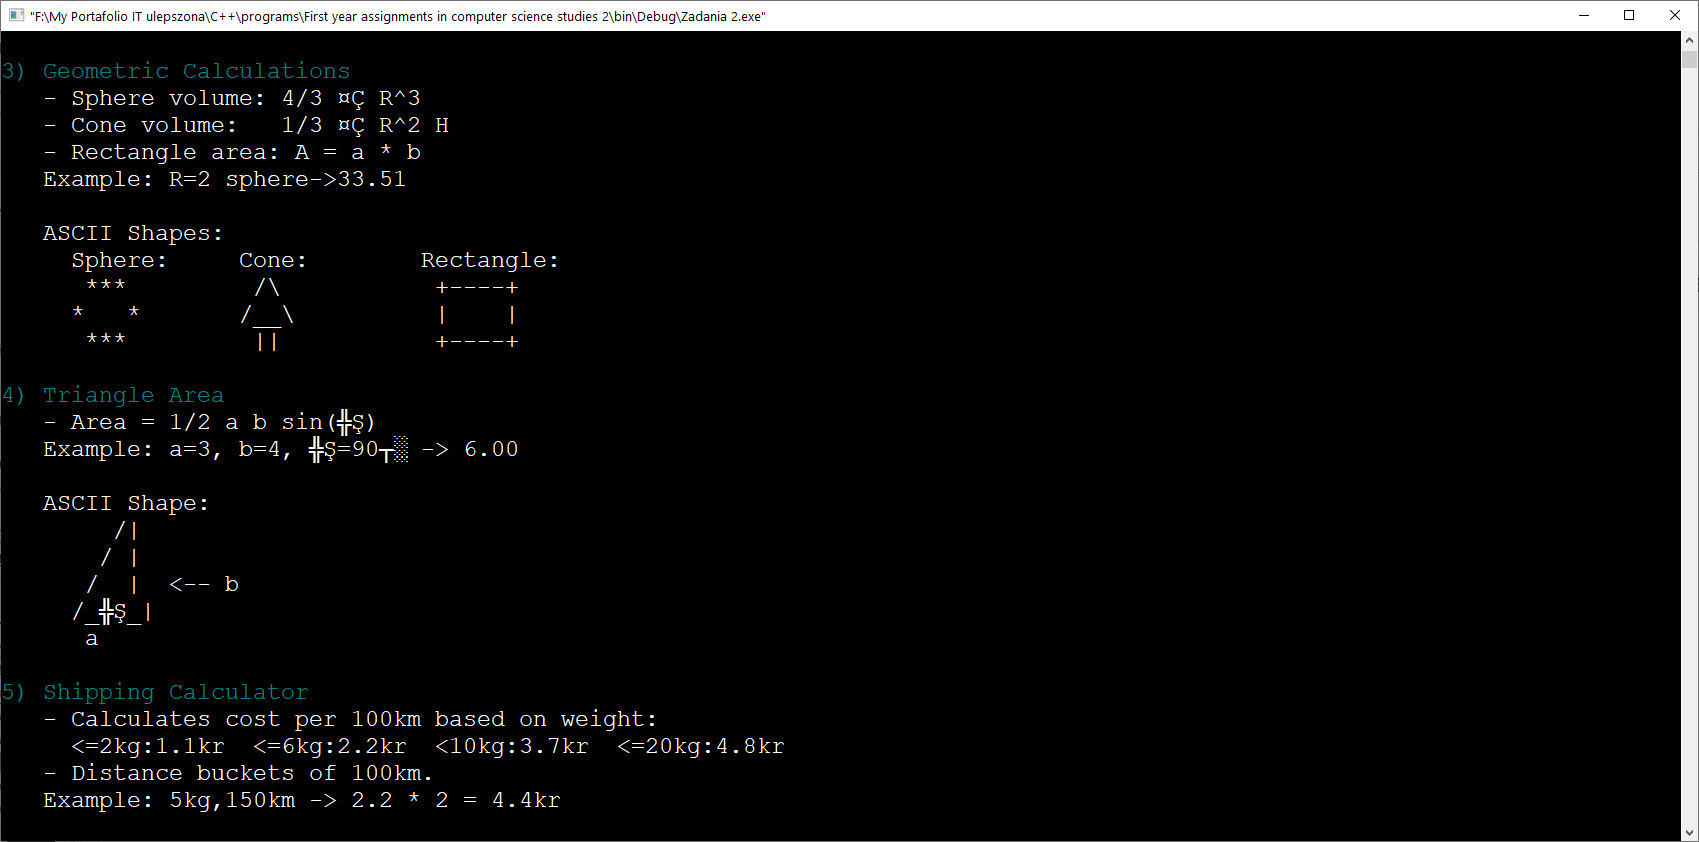 "F:\My Portafolio IT ulepszona\C++\programs\First year assignments in computer science studies 2\bin\Debug\Zadania 2.exe"
3) Geometric Calculations
   - Sphere volume: 4/3 ¤Ç R^3
   - Cone volume:   1/3 ¤Ç R^2 H
   - Rectangle area: A = a * b
   Example: R=2 sphere->33.51
   ASCII Shapes:
     Sphere:     Cone:        Rectangle:
      ***         /\           +----+
     *   *       /__\          |    |
      ***         ||           +----+
4) Triangle Area
   - Area = 1/2 a b sin(╬Ş)
   Example: a=3, b=4, ╬Ş=90┬░ -> 6.00
   ASCII Shape:
        /|
       / |
      /  |  <-- b
     /_╬Ş_|
      a
5) Shipping Calculator
   - Calculates cost per 100km based on weight:
     <=2kg:1.1kr  <=6kg:2.2kr  <10kg:3.7kr  <=20kg:4.8kr
   - Distance buckets of 100km.
   Example: 5kg,150km -> 2.2 * 2 = 4.4kr